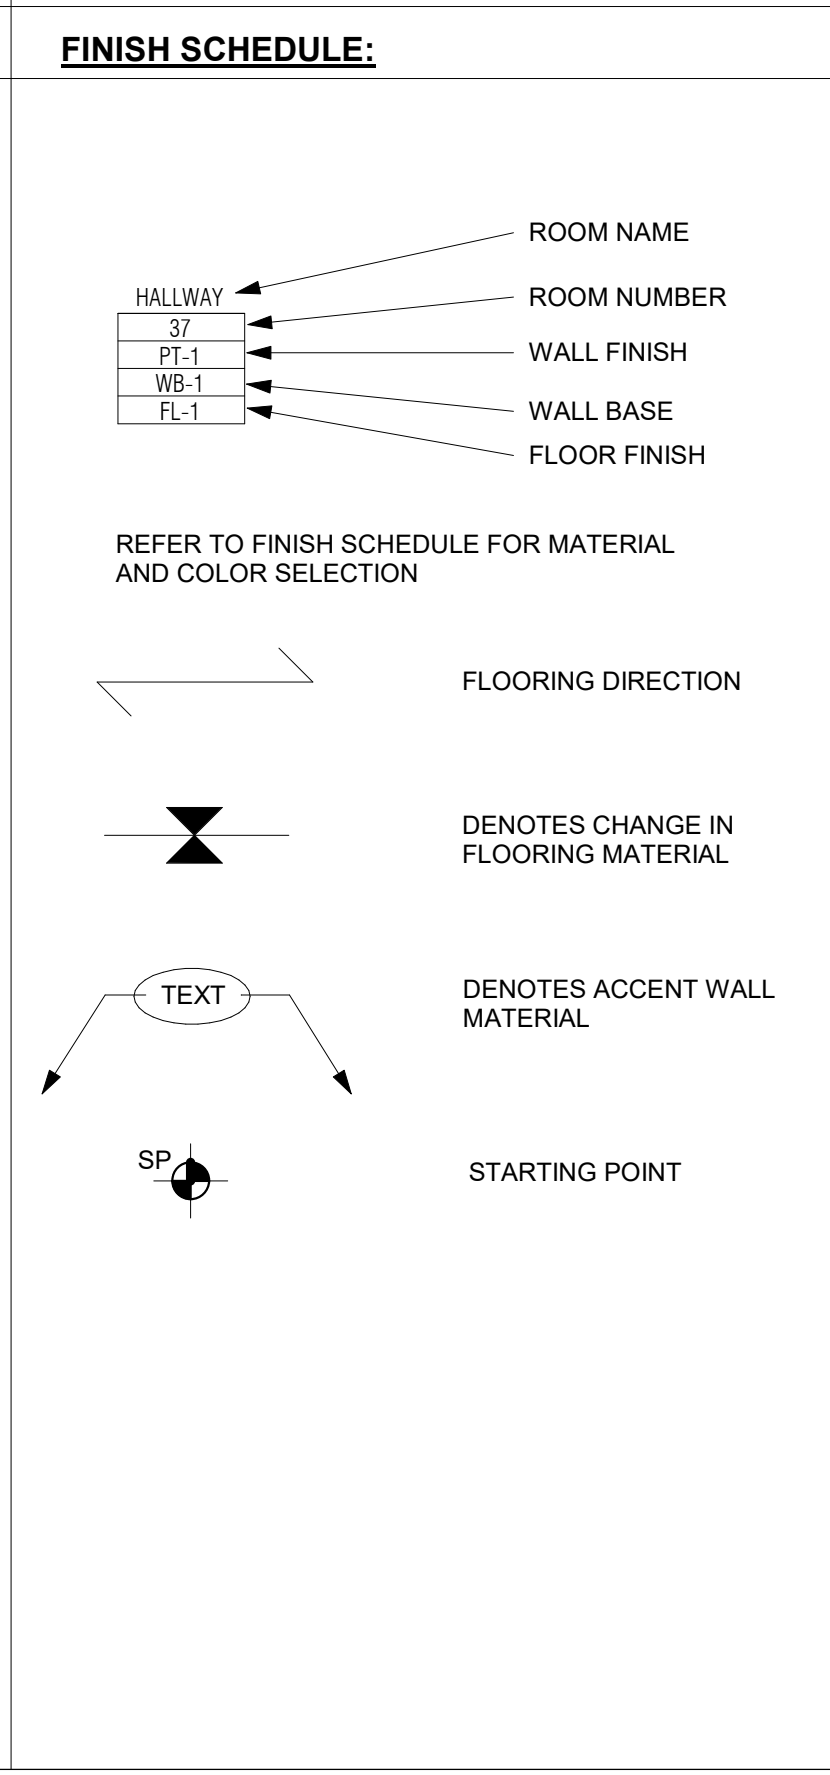 FINISH SCHEDULE:
ROOM NAME
HALLWAY
ROOM NUMBER
37
WALL FINISH
PT-1
WB-1
WALL BASE
FL-1
FLOOR FINISH
REFER TO FINISH SCHEDULE FOR MATERIAL
AND COLOR SELECTION
FLOORING DIRECTION
DENOTES CHANGE IN
FLOORING MATERIAL
TEXT
DENOTES ACCENT WALL
MATERIAL
SP
STARTING POINT